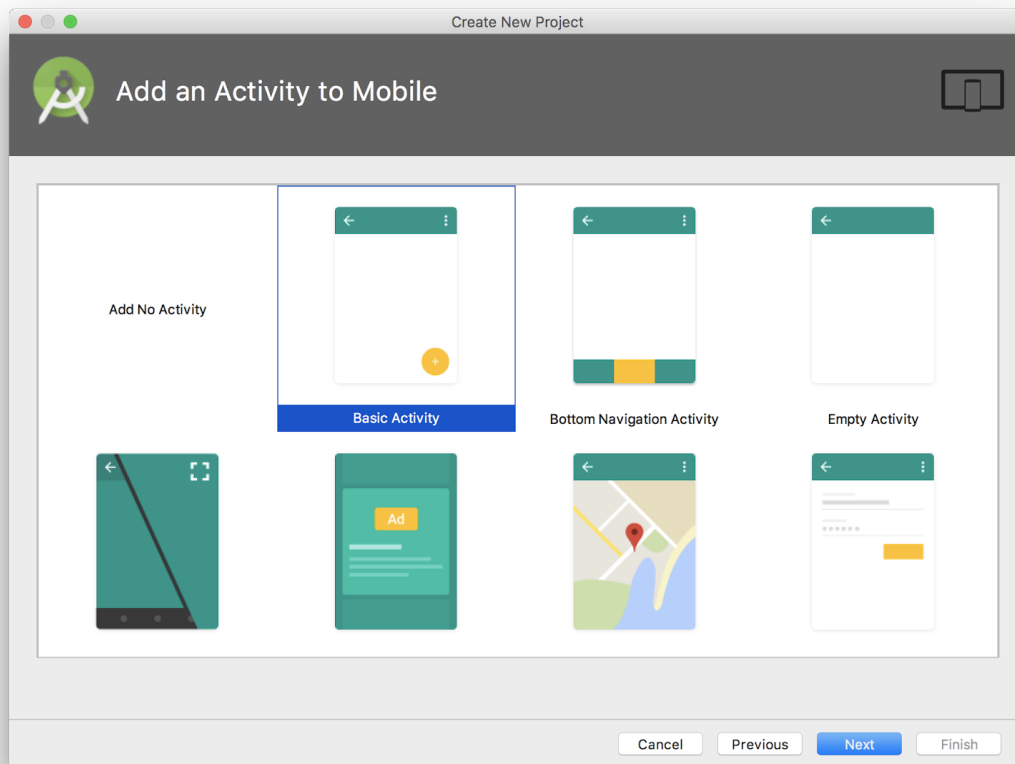 Create New Project
Add an Activity to Mobile
Add No Activity
Basic Activity
Bottom Navigation Activity
Empty Activity
Ad
Cancel
Previous
Next
Finish